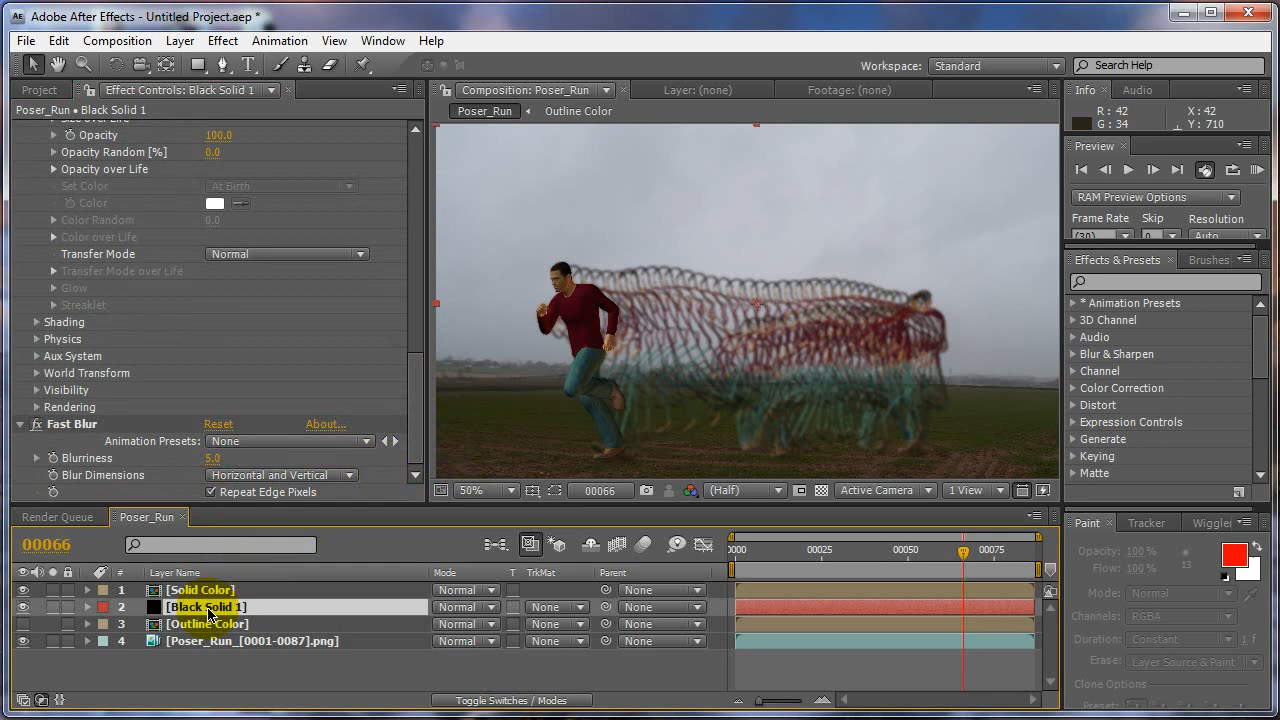 Adobe After Effects - Untitled Project.aep *
File Edit Composition Layer Effect Animation View Window Help
Workspace: Standard Search Help
Project Effect Controls: Black Solid 1 Composition: Poser_Run Layer: (none) Footage: (none) Info Audio
Poser_Run • Black Solid 1 Poser_Run Outline Color R : 42 X : 42
G : 34 Y : 710
Size over Life
Opacity 100.0
Opacity Random [%] 0.0
Opacity over Life
Set Color At Birth
Color
Color Random 0.0
Color over Life
Transfer Mode Normal
Transfer Mode over Life
Glow
Streaklet
Shading
Physics
Aux System
World Transform
Visibility
Rendering
Fast Blur Reset About...
Animation Presets: None
Blurriness 5.0
Blur Dimensions Horizontal and Vertical
Repeat Edge Pixels
50% 00066 (Half) Active Camera 1 View
Preview
RAM Preview Options
Frame Rate Skip Resolution
(30) 0 Auto
Effects & Presets Brushes
* Animation Presets
3D Channel
Audio
Blur & Sharpen
Channel
Color Correction
Distort
Expression Controls
Generate
Keying
Matte
Render Queue Poser_Run
00066
0000 00025 00050 00075
# Layer Name Mode T TrkMat Parent
1 [Solid Color] Normal None
2 [Black Solid 1] Normal None None
3 [Outline Color] Normal None None
4 [Poser_Run_[0001-0087].png] Normal None None
Toggle Switches / Modes
Paint Tracker Wiggler
Opacity: 100 %
Flow: 100 % 13
Mode: Normal
Channels: RGBA
Duration: Constant 1 f
Erase: Layer Source & Paint
Clone Options
Preset: